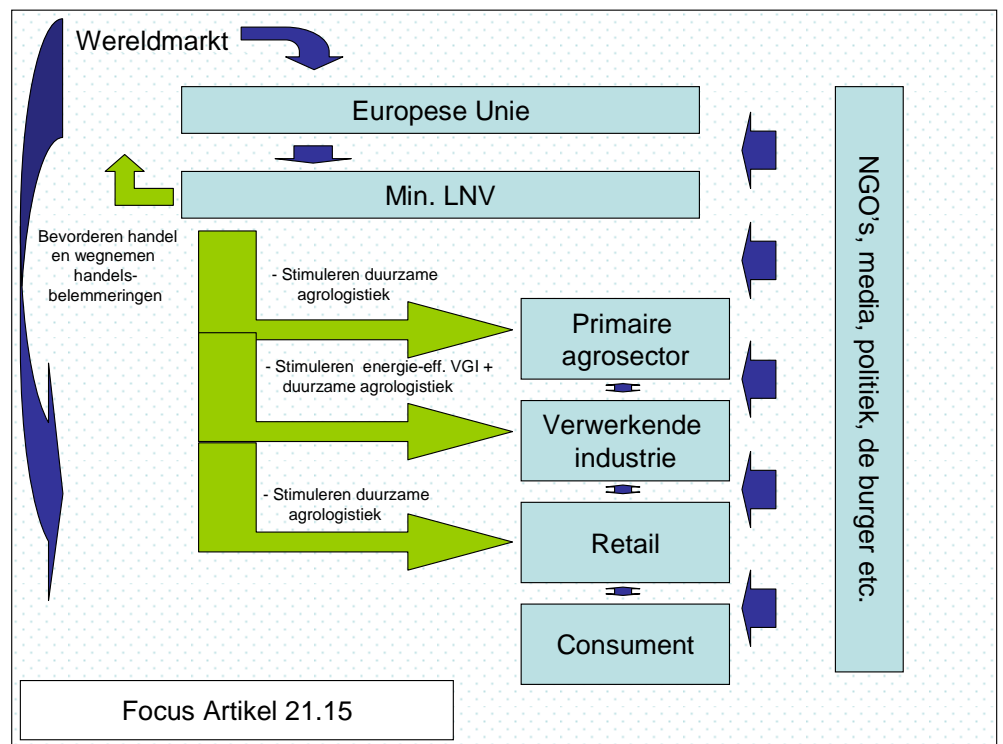 Wereldmarkt
Europese Unie
Min. LNV
Bevorderen handel
en wegnemen
handels-
belemmeringen
- Stimuleren duurzame
agrologistiek
Primaire
agrosector
- Stimuleren energie-eff. VGI +
duurzame agrologistiek
Verwerkende
industrie
- Stimuleren duurzame
agrologistiek
Retail
Consument
NGO's, media, politiek, de burger etc.
Focus Artikel 21.15